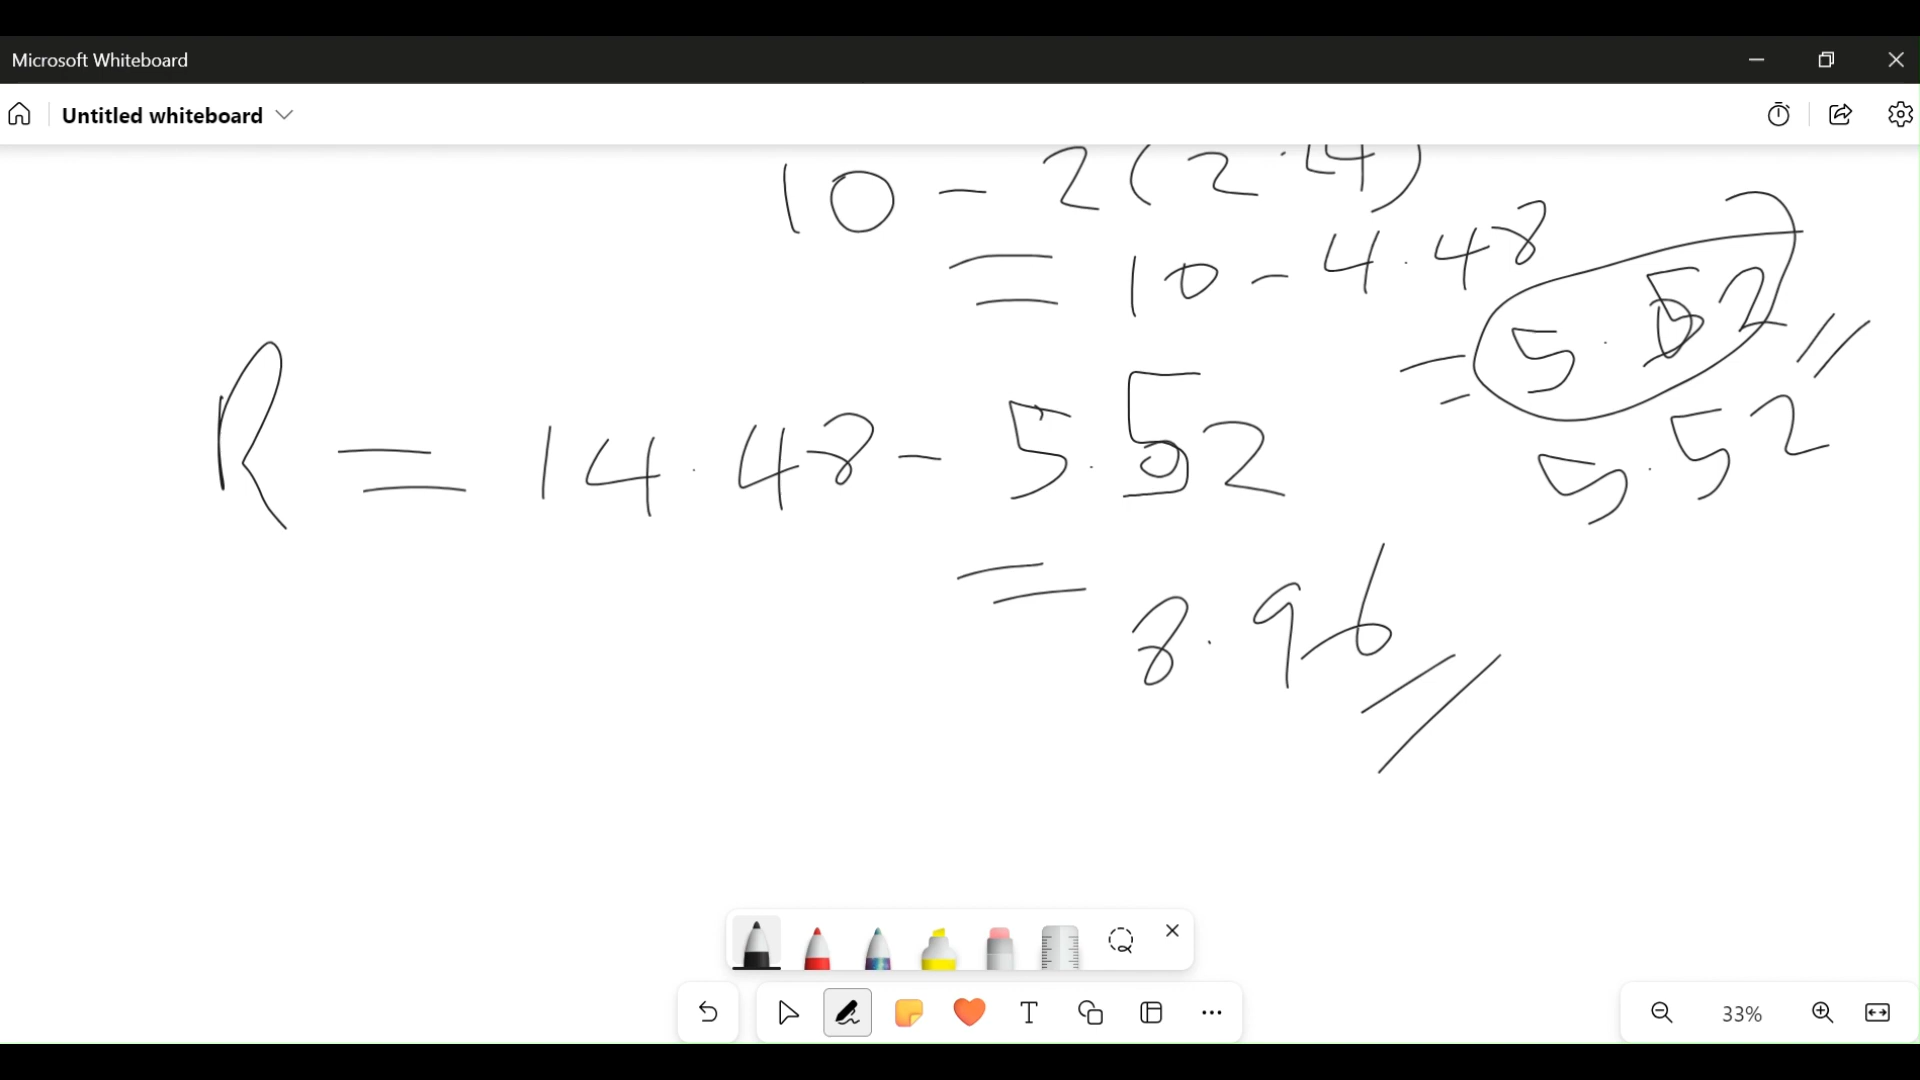 Microsoft Whiteboard
Untitled whiteboard
10 - 2(2.24)
= 10 - 4.48
= 5.52
5.52
R = 14.48 - 5.52
= 8.96
33%